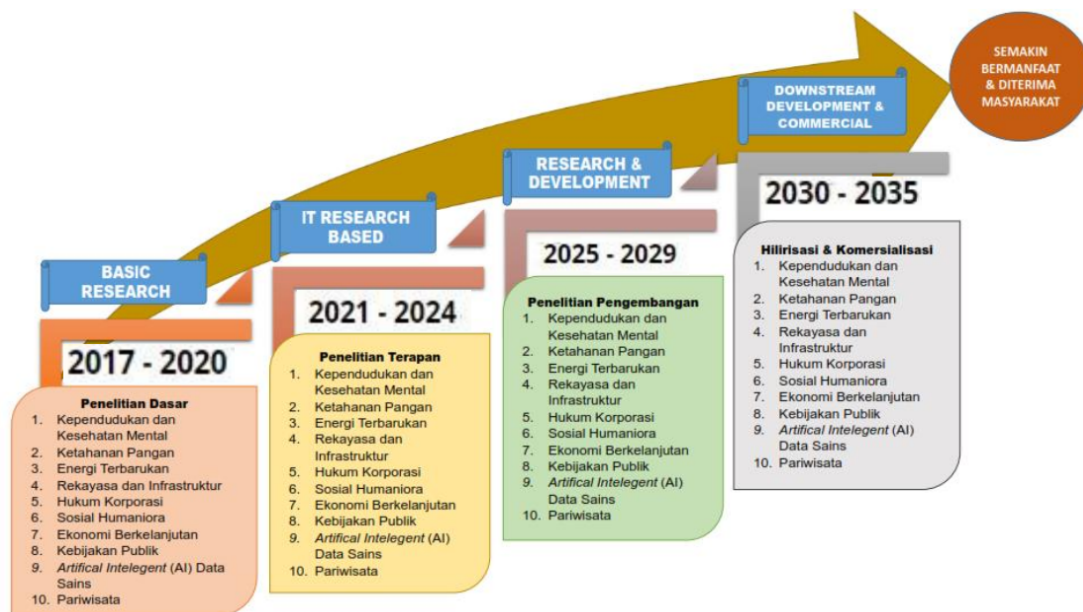 SEMAKIN
BERMANFAAT
& DITERIMA
MASYARAKAT
BASIC
RESEARCH
2017 - 2020
Penelitian Dasar
1. Kependudukan dan
Kesehatan Mental
2. Ketahanan Pangan
3. Energi Terbarukan
4. Rekayasa dan Infrastruktur
5. Hukum Korporasi
6. Sosial Humaniora
7. Ekonomi Berkelanjutan
8. Kebijakan Publik
9. Artifical Intelegent (AI) Data
Sains
10. Pariwisata
IT RESEARCH
BASED
2021 - 2024
Penelitian Terapan
1. Kependudukan dan
Kesehatan Mental
2. Ketahanan Pangan
3. Energi Terbarukan
4. Rekayasa dan
Infrastruktur
5. Hukum Korporasi
6. Sosial Humaniora
7. Ekonomi Berkelanjutan
8. Kebijakan Publik
9. Artifical Intelegent (AI)
Data Sains
10. Pariwisata
RESEARCH &
DEVELOPMENT
2025 - 2029
Penelitian Pengembangan
1. Kependudukan dan
Kesehatan Mental
2. Ketahanan Pangan
3. Energi Terbarukan
4. Rekayasa dan
Infrastruktur
5. Hukum Korporasi
6. Sosial Humaniora
7. Ekonomi Berkelanjutan
8. Kebijakan Publik
9. Artifical Intelegent (AI)
Data Sains
10. Pariwisata
DOWNSTREAM
DEVELOPMENT &
COMMERCIAL
2030 - 2035
Hilirisasi & Komersialisasi
1. Kependudukan dan
Kesehatan Mental
2. Ketahanan Pangan
3. Energi Terbarukan
4. Rekayasa dan
Infrastruktur
5. Hukum Korporasi
6. Sosial Humaniora
7. Ekonomi Berkelanjutan
8. Kebijakan Publik
9. Artifical Intelegent (AI)
Data Sains
10. Pariwisata